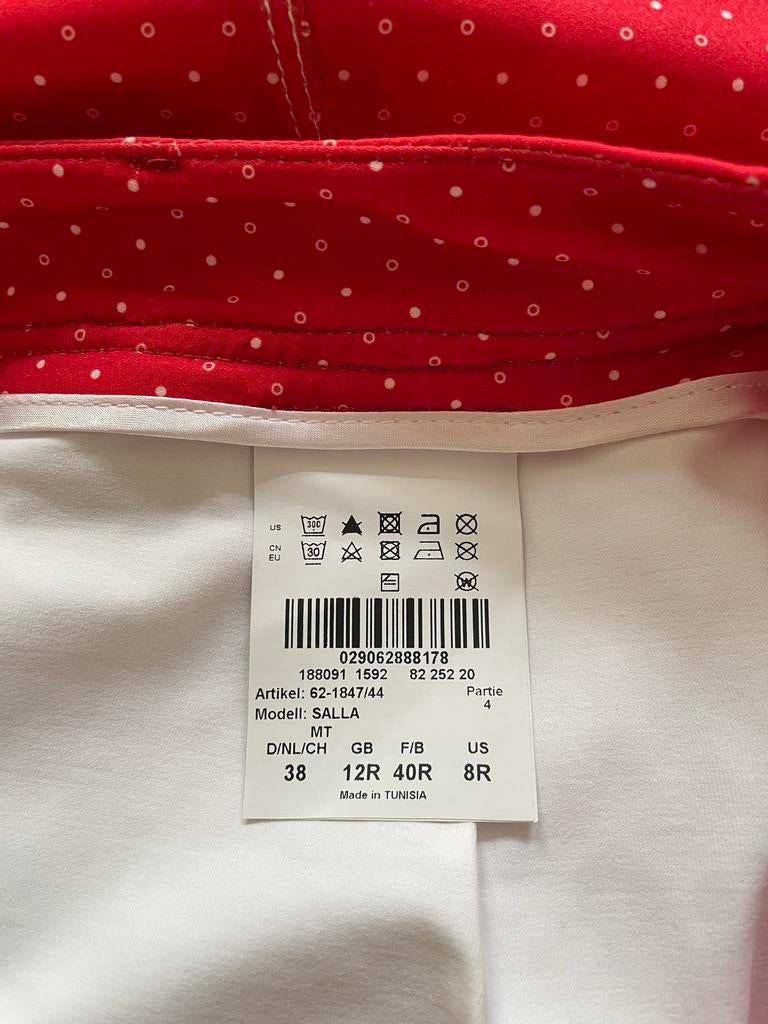 US 30C
CN
EU 30
W
029062888178
188091 1592 82 252 20
Artikel: 62-1847/44 Partie
4
Modell: SALLA
MT
D/NL/CH GB F/B US
38 12R 40R 8R
Made in TUNISIA